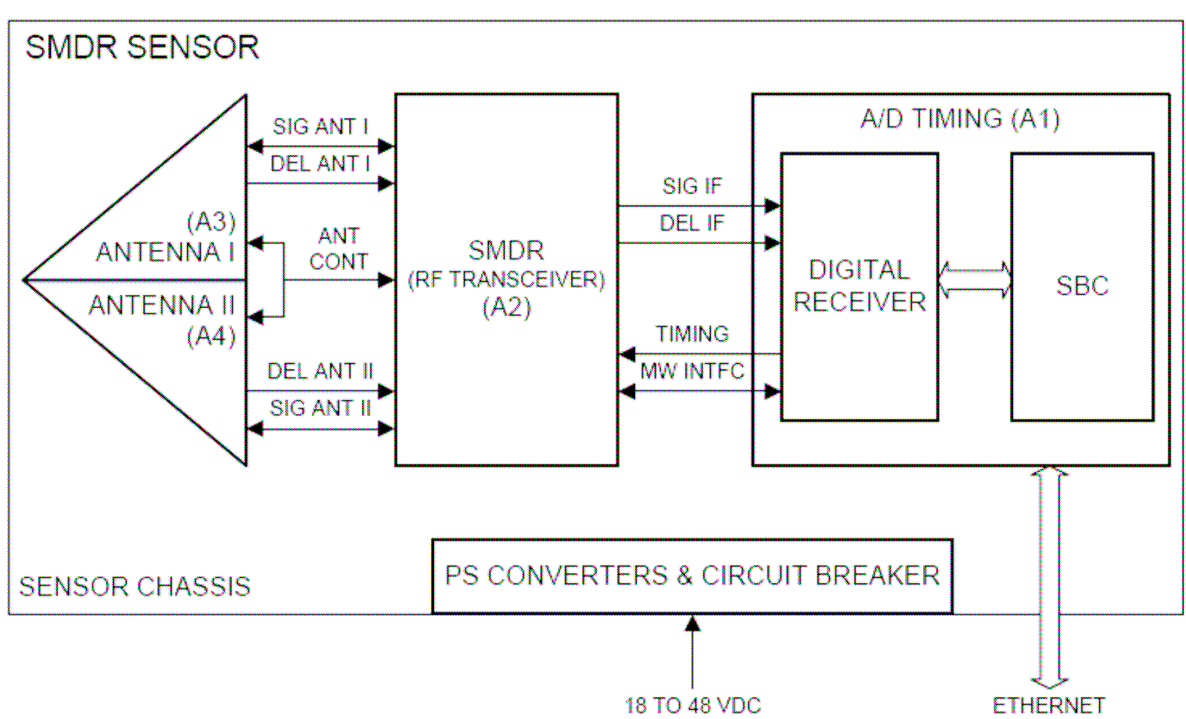 SMDR SENSOR
SIG ANT I
DEL ANT I
(A3)
ANTENNA I
ANT
CONT
ANTENNA II
(A4)
DEL ANT II
SIG ANT II
SMDR
(RF TRANSCEIVER)
(A2)
SIG IF
DEL IF
TIMING
MW INTFC
A/D TIMING (A1)
DIGITAL
RECEIVER
SBC
PS CONVERTERS & CIRCUIT BREAKER
SENSOR CHASSIS
18 TO 48 VDC
ETHERNET